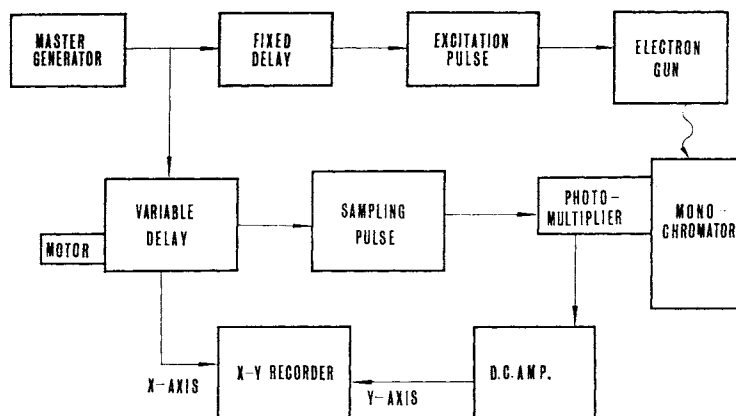 MASTER
GENERATOR
FIXED
DELAY
EXCITATION
PULSE
ELECTRON
GUN
MOTOR
VARIABLE
DELAY
SAMPLING
PULSE
PHOTO-
MULTIPLIER
MONO-
CHROMATOR
X-AXIS
X-Y RECORDER
Y-AXIS
D.C.AMP.